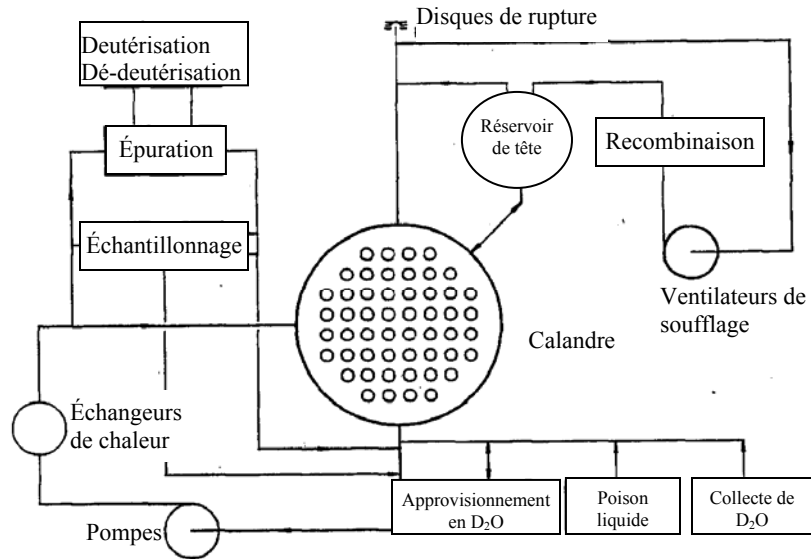 Disques de rupture
Deutérisation
Dé-deutérisation
Épuration
Réservoir
de tête
Recombinaison
Échantillonnage
Ventilateurs de
soufflage
Calandre
Échangeurs
de chaleur
Pompes
Approvisionnement
en D₂O
Poison
liquide
Collecte de
D₂O